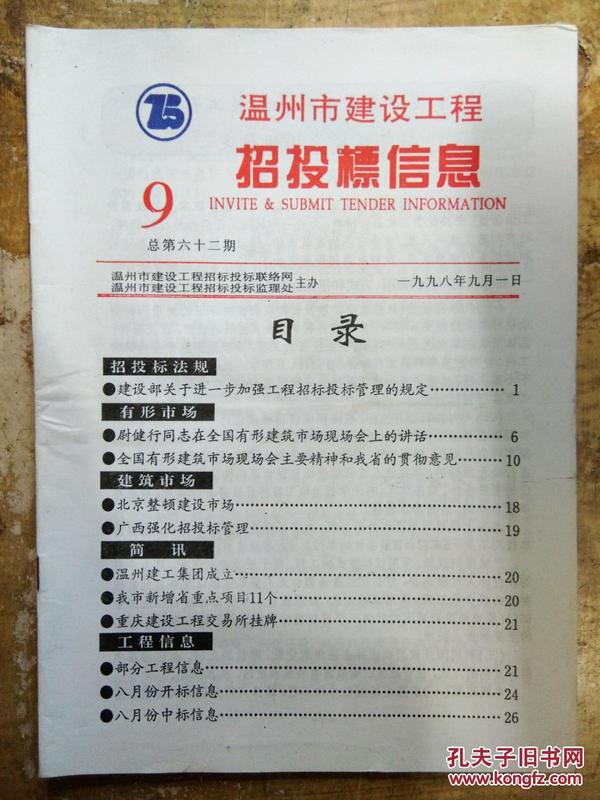 温州市建设工程
招投標信息
INVITE & SUBMIT TENDER INFORMATION
9
总第六十二期
温州市建设工程招标投标联络网
温州市建设工程招标投标监理处 主办
一九九八年九月一日
目录
招投标法规
●建设部关于进一步加强工程招标投标管理的规定……………1
有形市场
●尉健行同志在全国有形建筑市场现场会上的讲话……………6
●全国有形建筑市场现场会主要精神和我省的贯彻意见……………10
建筑市场
●北京整顿建设市场……………18
●广西强化招投标管理……………19
简讯
●温州建工集团成立……………20
●我市新增省重点项目11个……………20
●重庆建设工程交易所挂牌……………21
工程信息
●部分工程信息……………21
●八月份开标信息……………24
●八月份中标信息……………26
孔夫子旧书网
www.kongfz.com